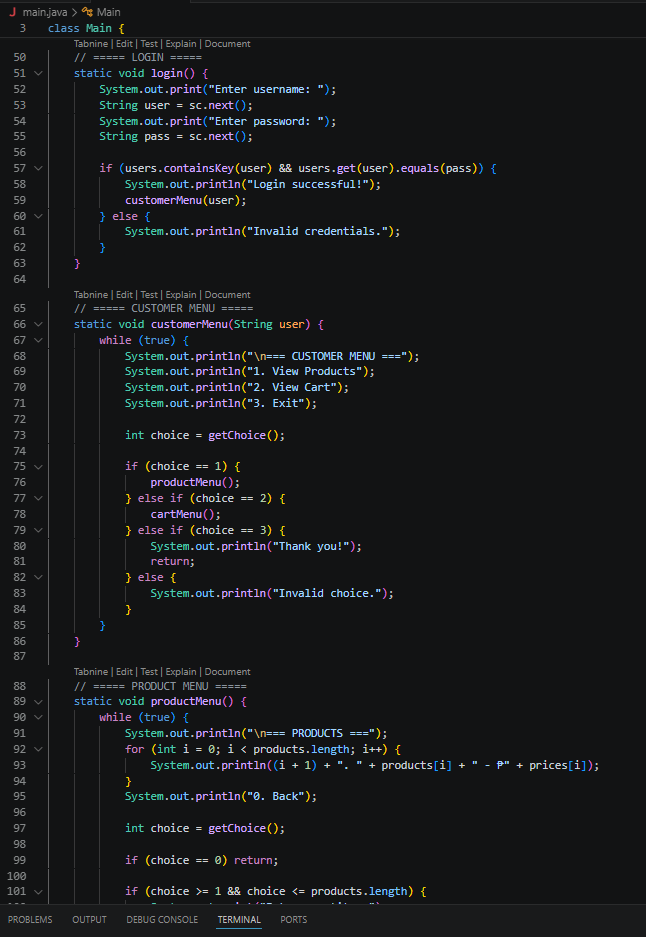 main.java > Main
3 class Main {
Tabnine | Edit | Test | Explain | Document
50 // ===== LOGIN =====
51 static void login() {
52 System.out.print("Enter username: ");
53 String user = sc.next();
54 System.out.print("Enter password: ");
55 String pass = sc.next();
56
57 if (users.containsKey(user) && users.get(user).equals(pass)) {
58 System.out.println("Login successful!");
59 customerMenu(user);
60 } else {
61 System.out.println("Invalid credentials.");
62 }
63 }
64
Tabnine | Edit | Test | Explain | Document
65 // ===== CUSTOMER MENU =====
66 static void customerMenu(String user) {
67 while (true) {
68 System.out.println("\n=== CUSTOMER MENU ===");
69 System.out.println("1. View Products");
70 System.out.println("2. View Cart");
71 System.out.println("3. Exit");
72
73 int choice = getChoice();
74
75 if (choice == 1) {
76 productMenu();
77 } else if (choice == 2) {
78 cartMenu();
79 } else if (choice == 3) {
80 System.out.println("Thank you!");
81 return;
82 } else {
83 System.out.println("Invalid choice.");
84 }
85 }
86 }
87
Tabnine | Edit | Test | Explain | Document
88 // ===== PRODUCT MENU =====
89 static void productMenu() {
90 while (true) {
91 System.out.println("\n=== PRODUCTS ===");
92 for (int i = 0; i < products.length; i++) {
93 System.out.println((i + 1) + ". " + products[i] + " - ₱" + prices[i]);
94 }
95 System.out.println("0. Back");
96
97 int choice = getChoice();
98
99 if (choice == 0) return;
100
101 if (choice >= 1 && choice <= products.length) {
PROBLEMS OUTPUT DEBUG CONSOLE TERMINAL PORTS